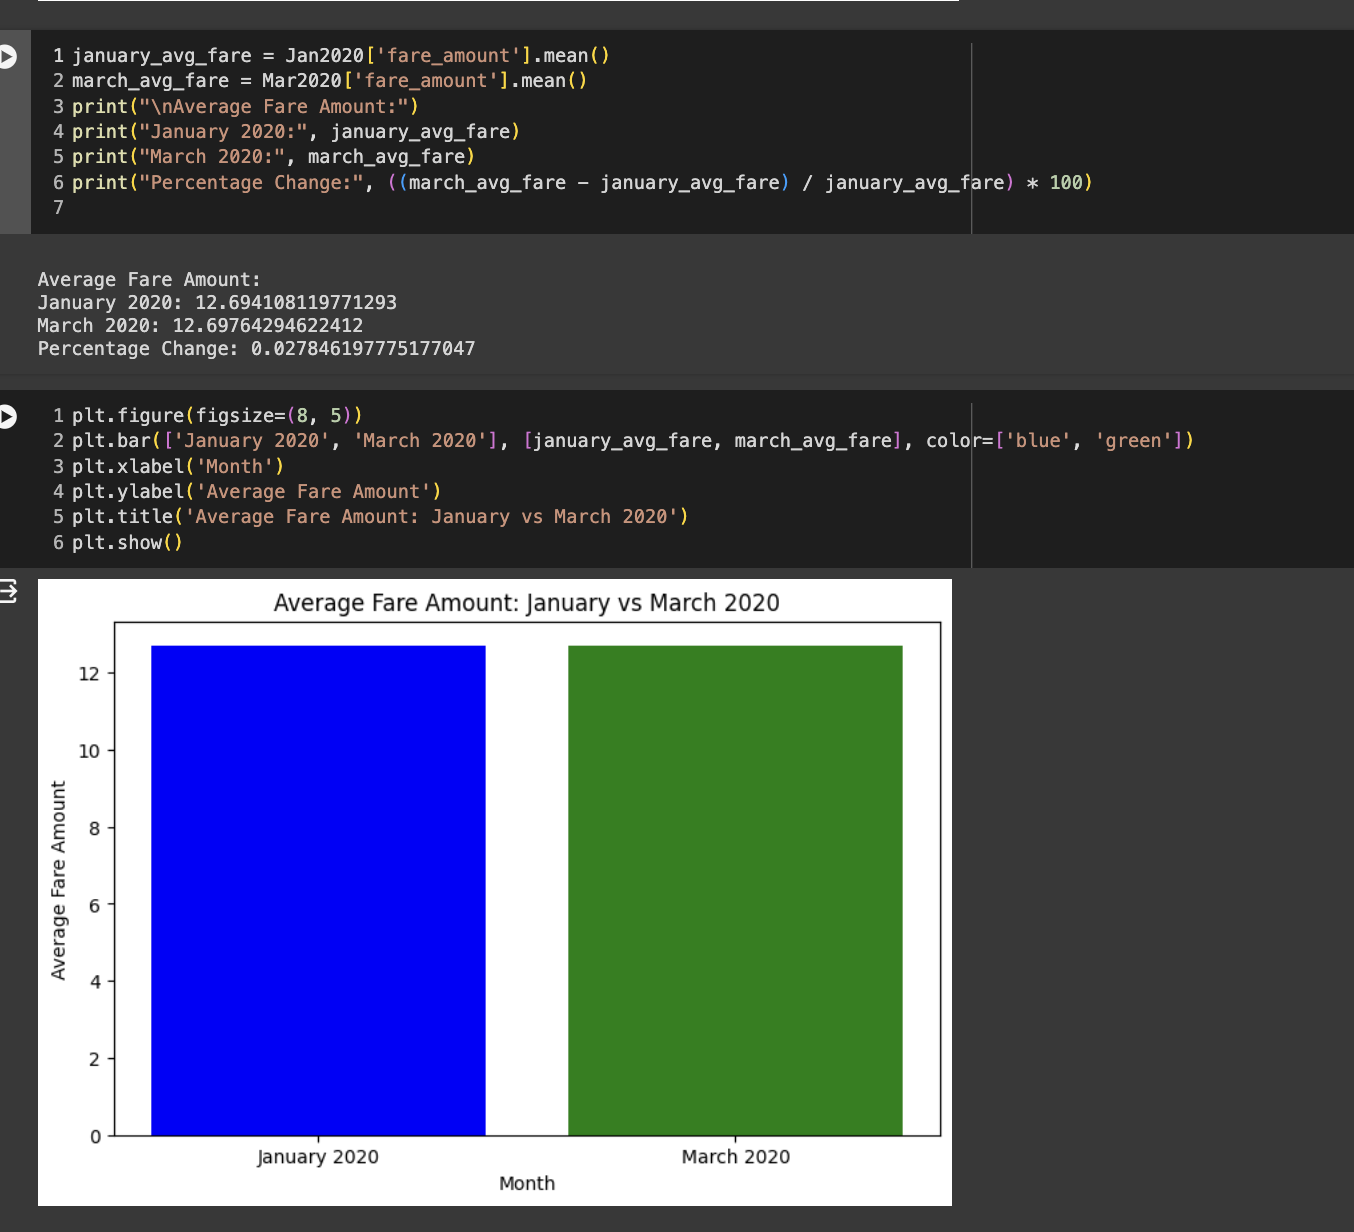 1 january_avg_fare = Jan2020['fare_amount'].mean()
2 march_avg_fare = Mar2020['fare_amount'].mean()
3 print("\nAverage Fare Amount:")
4 print("January 2020:", january_avg_fare)
5 print("March 2020:", march_avg_fare)
6 print("Percentage Change:", ((march_avg_fare - january_avg_fare) / january_avg_fare) * 100)
7
Average Fare Amount:
January 2020: 12.694108119771293
March 2020: 12.69764294622412
Percentage Change: 0.027846197775177047
1 plt.figure(figsize=(8, 5))
2 plt.bar(['January 2020', 'March 2020'], [january_avg_fare, march_avg_fare], color=['blue', 'green'])
3 plt.xlabel('Month')
4 plt.ylabel('Average Fare Amount')
5 plt.title('Average Fare Amount: January vs March 2020')
6 plt.show()
Average Fare Amount: January vs March 2020
12
10
8
6
4
2
0
Average Fare Amount
January 2020
March 2020
Month